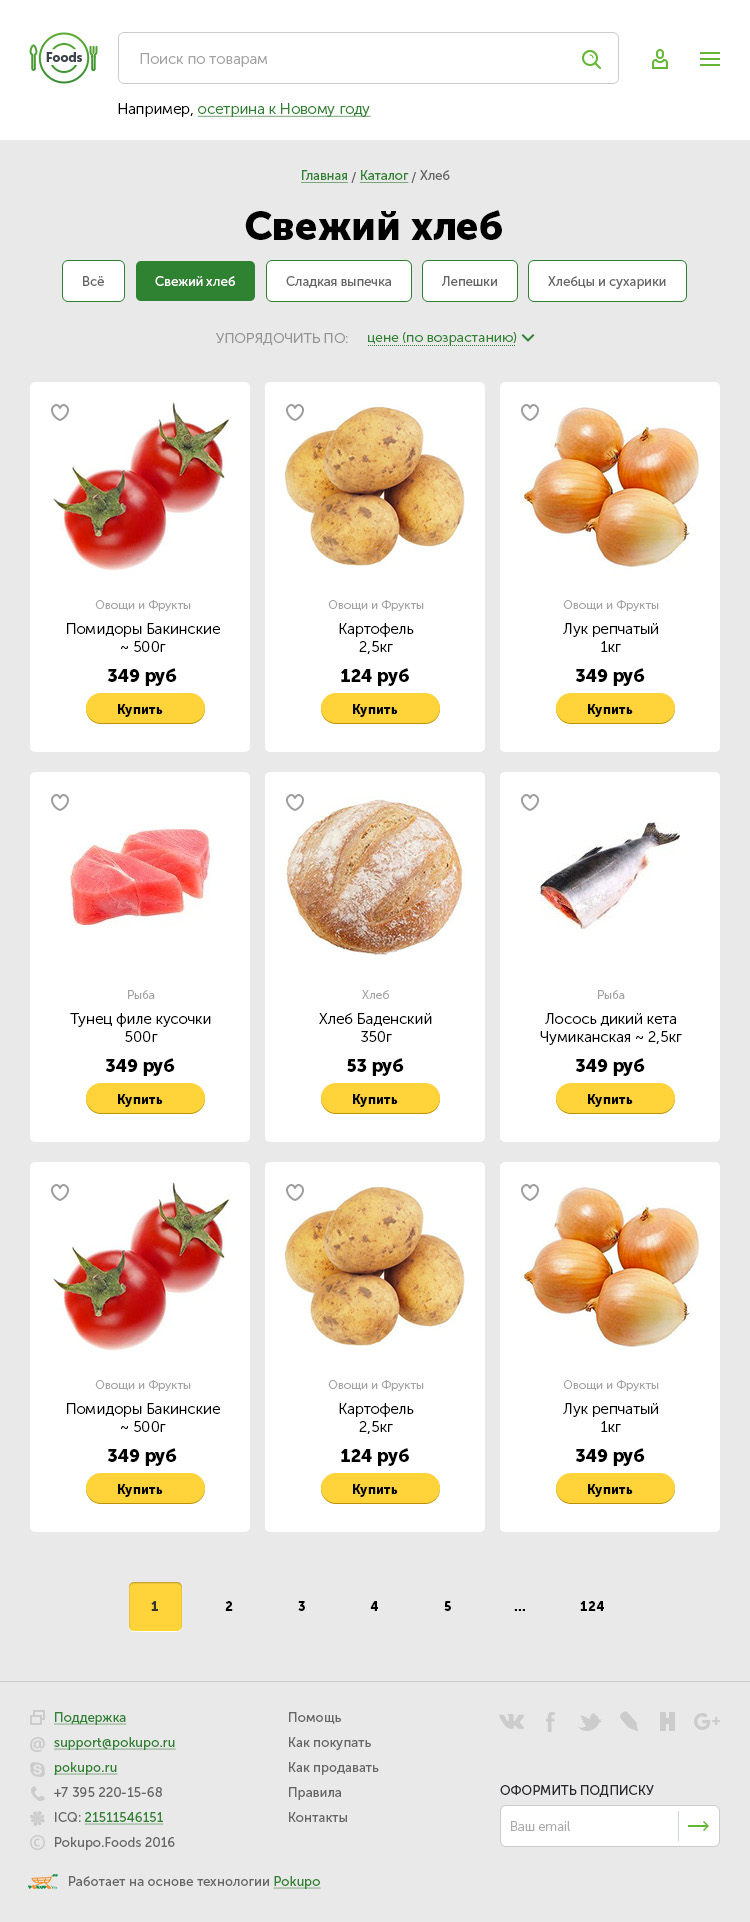 Foods
Поиск по товарам
Например, осетрина к Новому году
Главная / Каталог / Хлеб
Свежий хлеб
Всё Свежий хлеб Сладкая выпечка Лепешки Хлебцы и сухарики
УПОРЯДОЧИТЬ ПО: цене (по возрастанию)
Овощи и Фрукты
Помидоры Бакинские
~ 500г
349 руб
Купить
Овощи и Фрукты
Картофель
2,5кг
124 руб
Купить
Овощи и Фрукты
Лук репчатый
1кг
349 руб
Купить
Рыба
Тунец филе кусочки
500г
349 руб
Купить
Хлеб
Хлеб Баденский
350г
53 руб
Купить
Рыба
Лосось дикий кета
Чумиканская ~ 2,5кг
349 руб
Купить
Овощи и Фрукты
Помидоры Бакинские
~ 500г
349 руб
Купить
Овощи и Фрукты
Картофель
2,5кг
124 руб
Купить
Овощи и Фрукты
Лук репчатый
1кг
349 руб
Купить
1 2 3 4 5 ... 124
Поддержка
support@pokupo.ru
pokupo.ru
+7 395 220-15-68
ICQ: 21511546151
© Pokupo.Foods 2016
Помощь
Как покупать
Как продавать
Правила
Контакты
ОФОРМИТЬ ПОДПИСКУ
Ваш email
Работает на основе технологии Pokupo